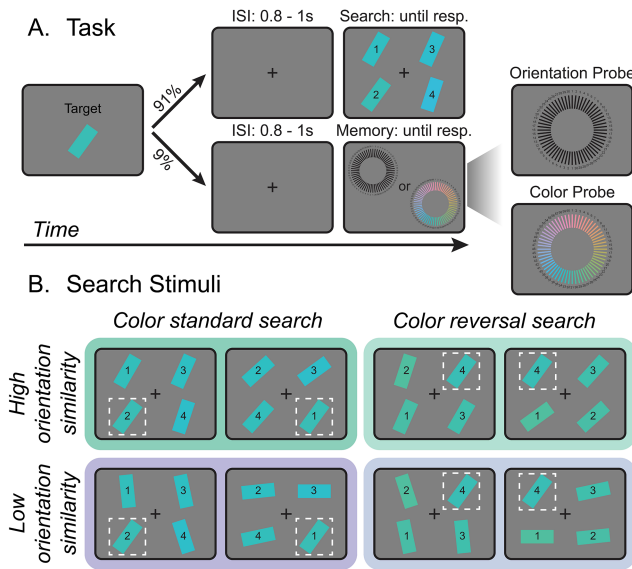 A. Task
ISI: 0.8 - 1s
Search: until resp.
1
3
2
4
Target
91%
9%
ISI: 0.8 - 1s
Memory: until resp.
or
Orientation Probe
Color Probe
Time
B. Search Stimuli
Color standard search
Color reversal search
High
orientation
similarity
1 3
2 4
2 3
4 1
2 4
1 3
4 3
1 2
Low
orientation
similarity
1 3
2 4
2 3
4 1
2 4
1 3
4 3
1 2